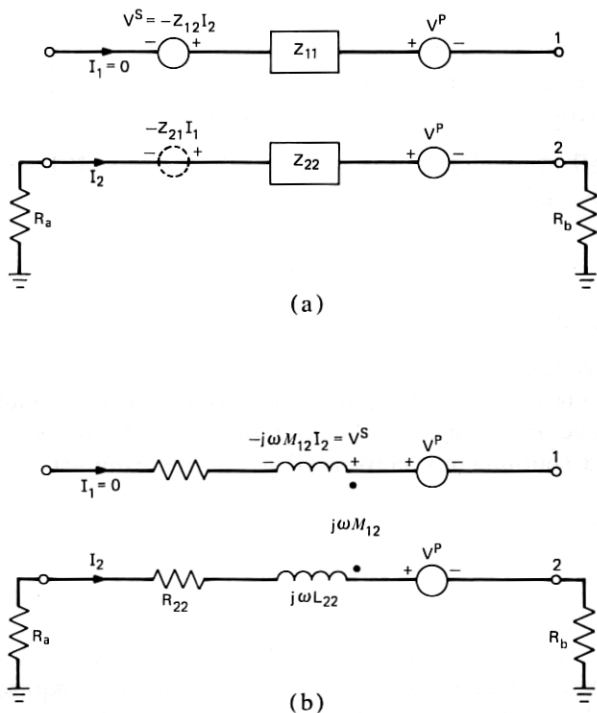 V^S = −Z_12 I_2
V^P
− +
Z_11
+ −
1
I_1 = 0
−Z_21 I_1
V^P
− +
Z_22
+ −
2
I_2
R_a
R_b
(a)
−jωM_12 I_2 = V^S
V^P
− +
+ −
1
I_1 = 0
jωM_12
I_2
V^P
+ −
2
R_22
jωL_22
R_a
R_b
(b)